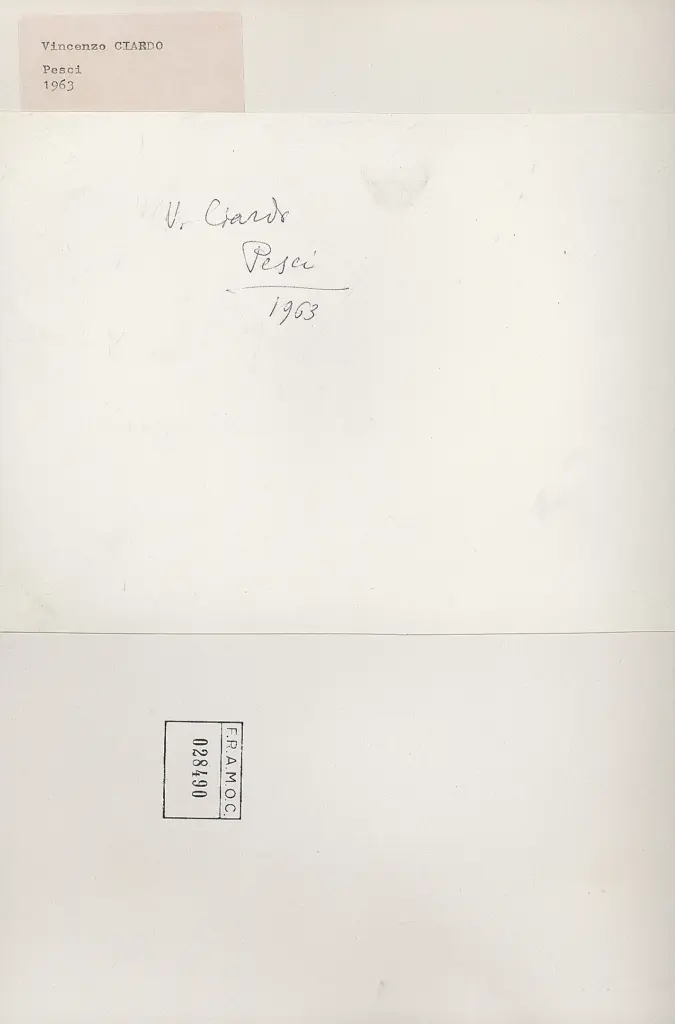 Vincenzo CIARDO
Pesci
1963
V. Ciardo
Pesci
1963
F.R.A.M.O.C.
028490